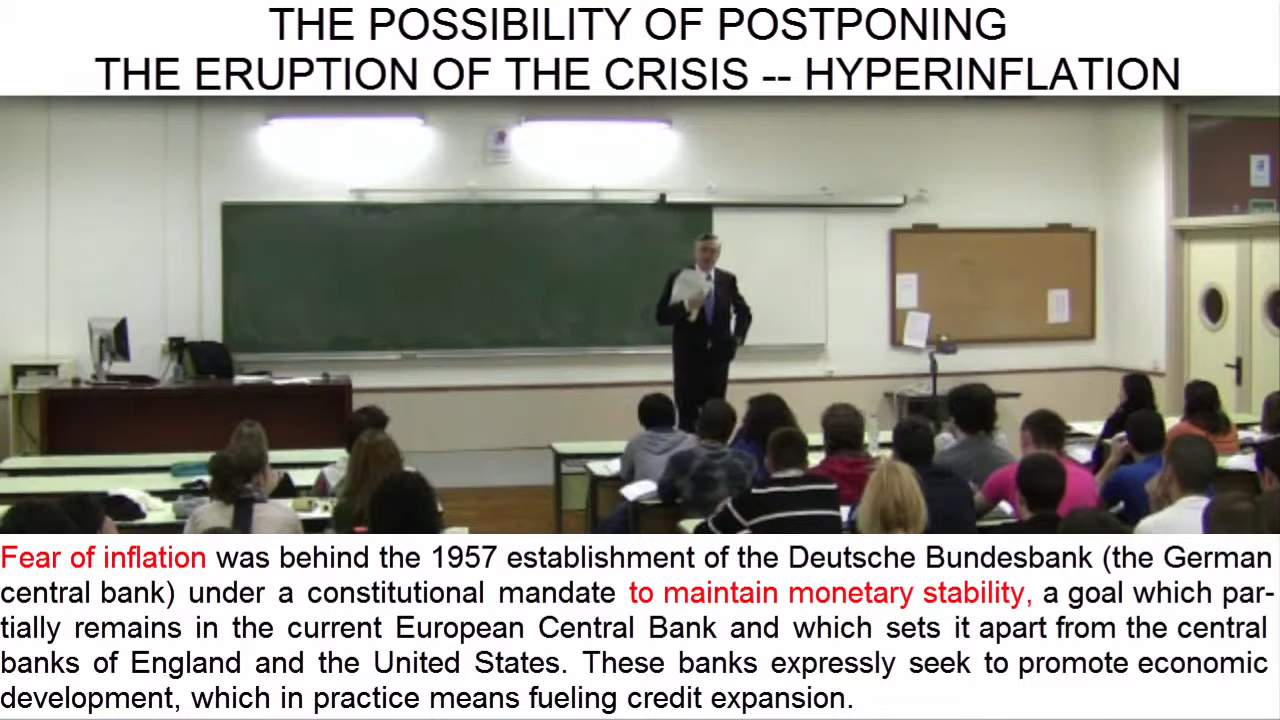 THE POSSIBILITY OF POSTPONING
THE ERUPTION OF THE CRISIS -- HYPERINFLATION
Fear of inflation was behind the 1957 establishment of the Deutsche Bundesbank (the German
central bank) under a constitutional mandate to maintain monetary stability, a goal which par-
tially remains in the current European Central Bank and which sets it apart from the central
banks of England and the United States. These banks expressly seek to promote economic
development, which in practice means fueling credit expansion.